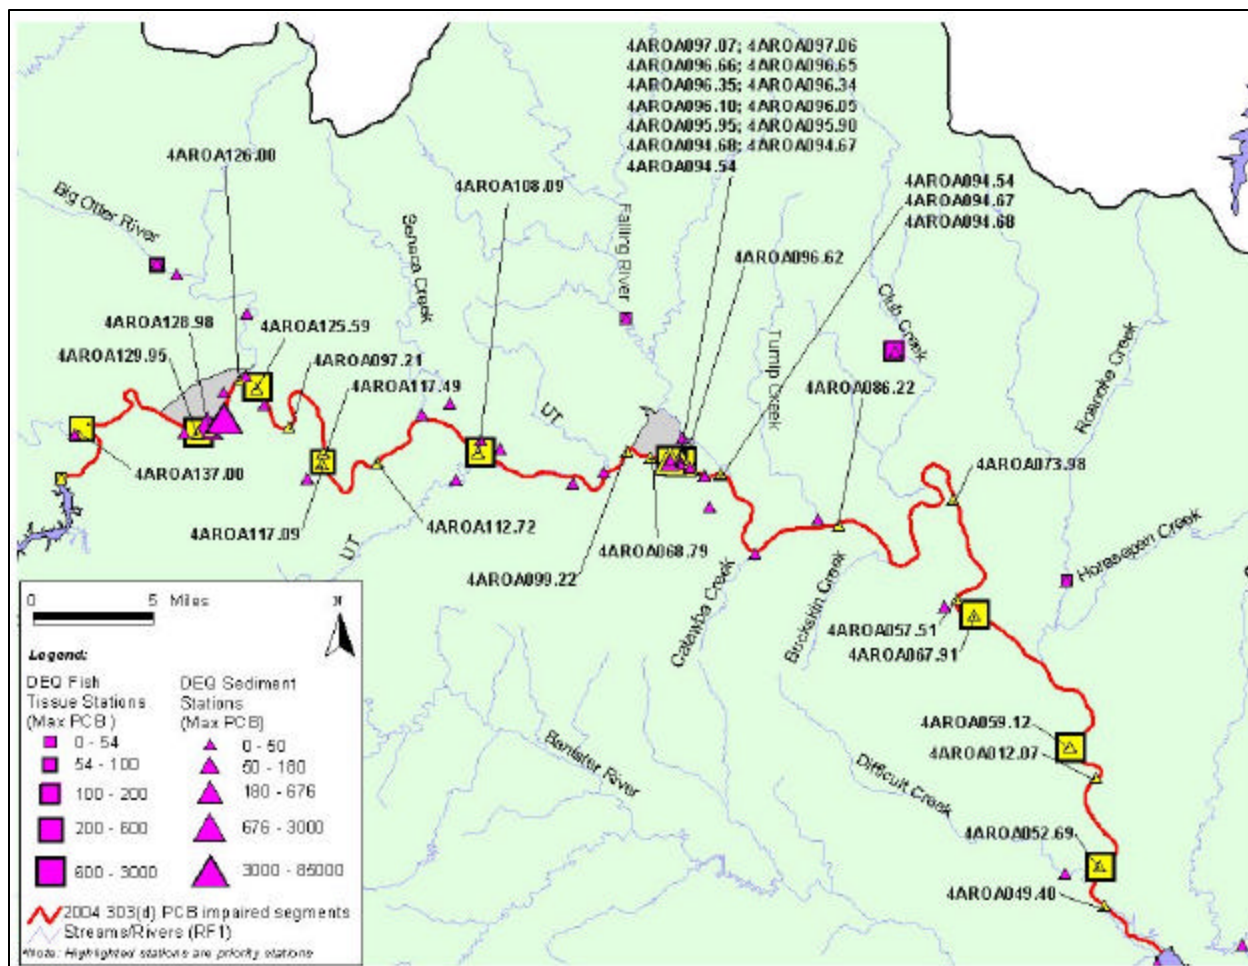 4AROA097.07; 4AROA097.06
4AROA096.66; 4AROA096.65
4AROA096.35; 4AROA096.34
4AROA096.10; 4AROA096.05
4AROA095.95; 4AROA095.90
4AROA094.68; 4AROA094.67
4AROA094.54
4AROA126.00
4AROA108.09
4AROA094.54
4AROA094.67
4AROA094.68
Big Otter River
Seneca Creek
Falling River
4AROA096.62
Club Creek
4AROA128.98
4AROA125.59
4AROA129.95
4AROA097.21
4AROA117.49
Turnip Creek
4AROA086.22
Roanoke Creek
UT
4AROA137.00
4AROA073.98
4AROA117.09
4AROA112.72
4AROA068.79
UT
4AROA099.22
Horsepen Creek
Catawba Creek
Buckskin Creek
4AROA057.51
4AROA067.91
4AROA059.12
4AROA012.07
Banister River
Difficult Creek
4AROA052.69
4AROA049.40
0 5 Miles
N
Legend:
DEQ Fish
Tissue Stations
(Max PCB )
0 - 54
54 - 100
100 - 200
200 - 600
600 - 3000
DEQ Sediment
Stations
(Max PCB)
0 - 50
50 - 180
180 - 676
676 - 3000
3000 - 85000
2004 303(d) PCB impaired segments
Streams/Rivers (RF1)
Note: Highlighted stations are priority stations